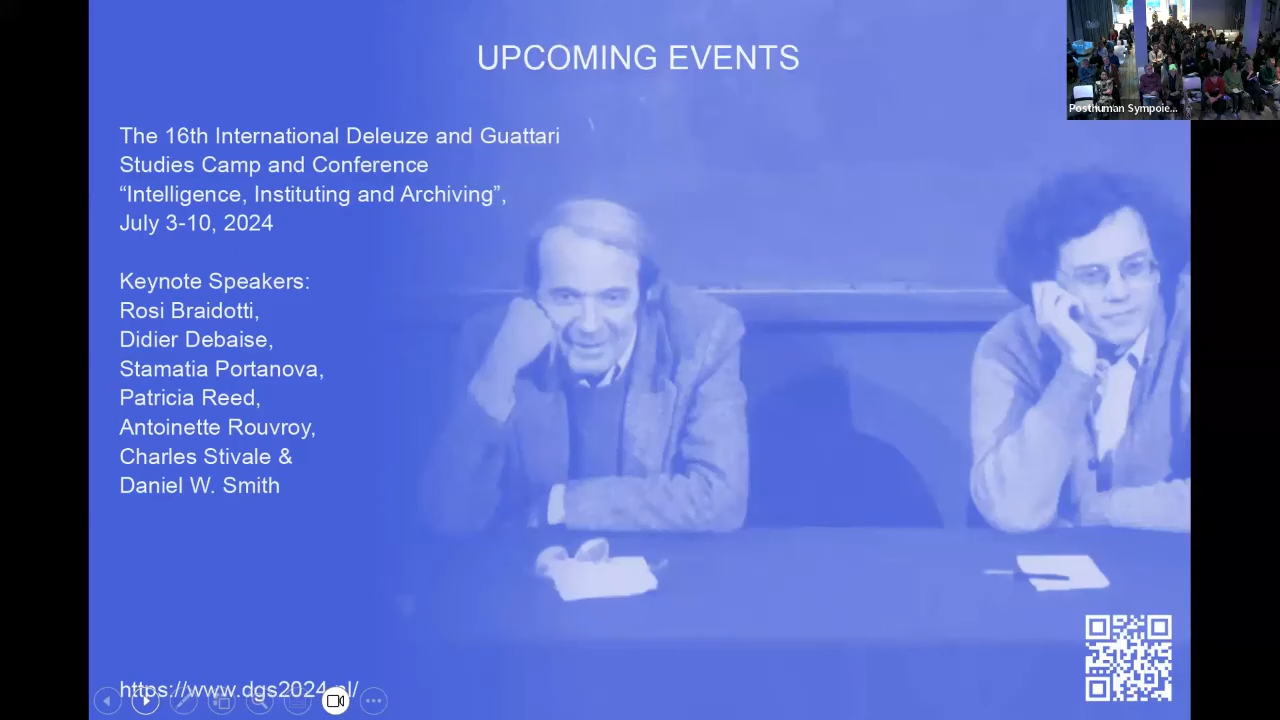 UPCOMING EVENTS
Posthuman Sympoie...
The 16th International Deleuze and Guattari
Studies Camp and Conference
“Intelligence, Instituting and Archiving”,
July 3-10, 2024
Keynote Speakers:
Rosi Braidotti,
Didier Debaise,
Stamatia Portanova,
Patricia Reed,
Antoinette Rouvroy,
Charles Stivale &
Daniel W. Smith
https://www.dgs2024.pl/